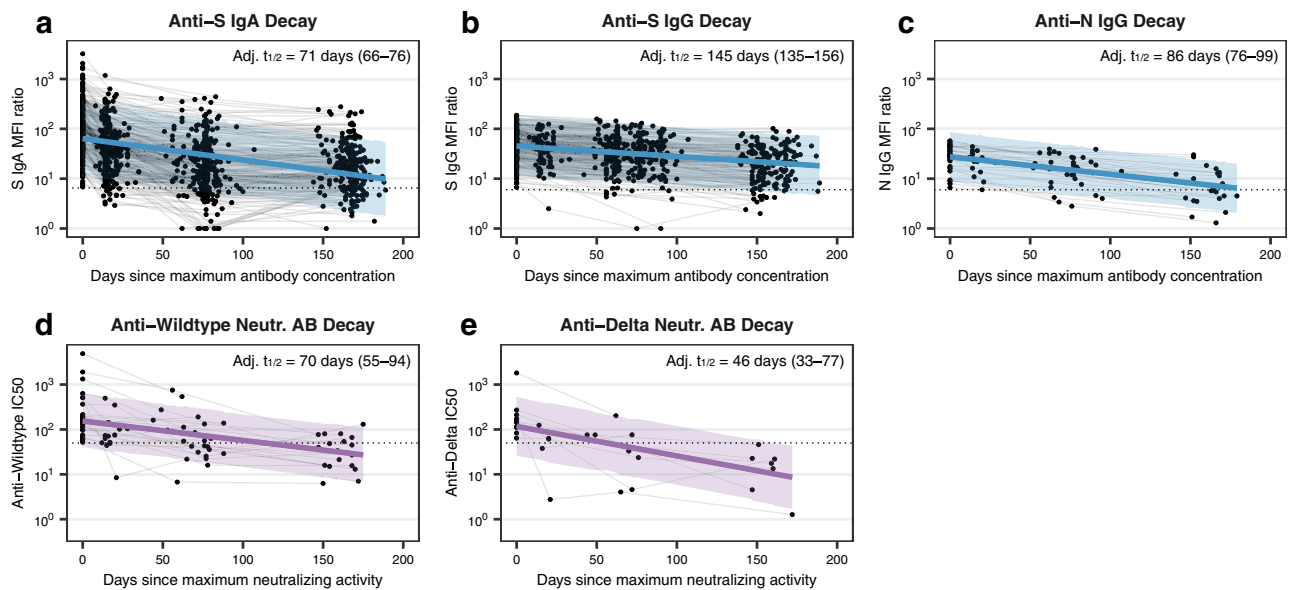 a
Anti–S IgA Decay
Adj. t1/2 = 71 days (66–76)
S IgA MFI ratio
10³
10²
10¹
10⁰
0 50 100 150 200
Days since maximum antibody concentration
b
Anti–S IgG Decay
Adj. t1/2 = 145 days (135–156)
S IgG MFI ratio
10³
10²
10¹
10⁰
0 50 100 150 200
Days since maximum antibody concentration
c
Anti–N IgG Decay
Adj. t1/2 = 86 days (76–99)
N IgG MFI ratio
10³
10²
10¹
10⁰
0 50 100 150 200
Days since maximum antibody concentration
d
Anti–Wildtype Neutr. AB Decay
Adj. t1/2 = 70 days (55–94)
Anti–Wildtype IC50
10³
10²
10¹
10⁰
0 50 100 150 200
Days since maximum neutralizing activity
e
Anti–Delta Neutr. AB Decay
Adj. t1/2 = 46 days (33–77)
Anti–Delta IC50
10³
10²
10¹
10⁰
0 50 100 150 200
Days since maximum neutralizing activity